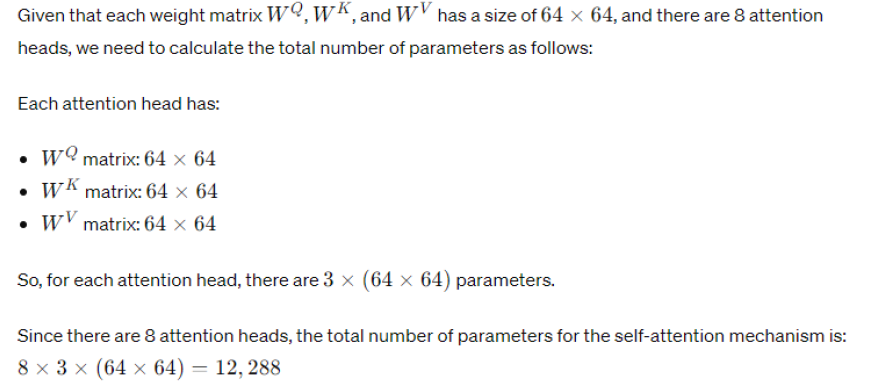 Given that each weight matrix W^Q, W^K, and W^V has a size of 64 × 64, and there are 8 attention
heads, we need to calculate the total number of parameters as follows:
Each attention head has:
• W^Q matrix: 64 × 64
• W^K matrix: 64 × 64
• W^V matrix: 64 × 64
So, for each attention head, there are 3 × (64 × 64) parameters.
Since there are 8 attention heads, the total number of parameters for the self-attention mechanism is:
8 × 3 × (64 × 64) = 12, 288